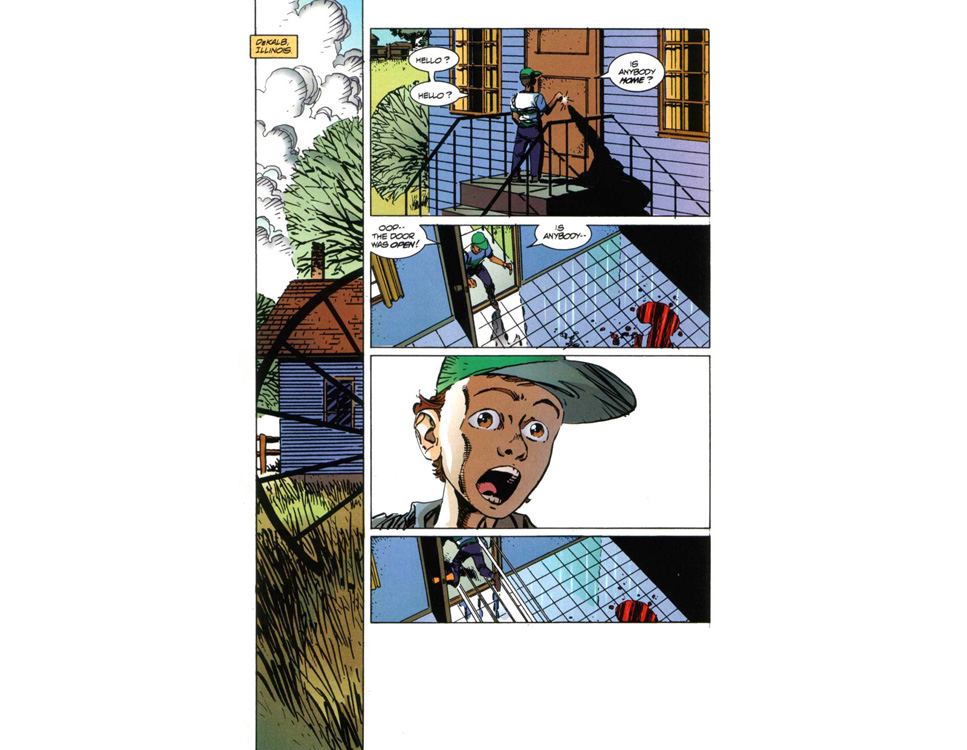 DeKALB,
ILLINOIS.
HELLO?
HELLO?
IS
ANYBODY
HOME?
OOP--
THE DOOR
WAS OPEN!
IS
ANYBODY--